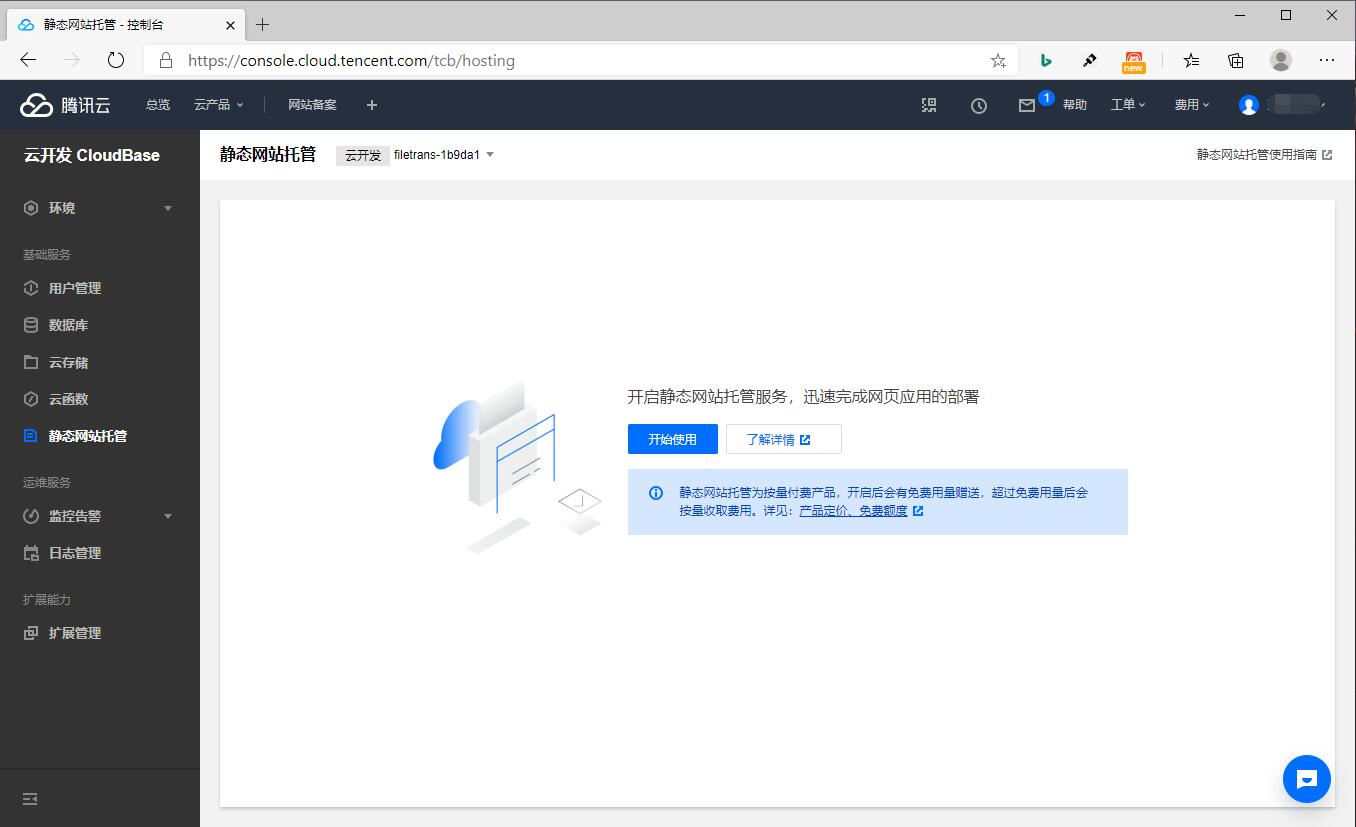 静态网站托管 - 控制台
https://console.cloud.tencent.com/tcb/hosting
new
腾讯云
总览
云产品
网站备案
1
帮助
工单
费用
云开发 CloudBase
静态网站托管
云开发
filetrans-1b9da1
静态网站托管使用指南
环境
基础服务
用户管理
数据库
云存储
云函数
静态网站托管
运维服务
监控告警
日志管理
扩展能力
扩展管理
开启静态网站托管服务，迅速完成网页应用的部署
开始使用
了解详情
静态网站托管为按量付费产品，开启后会有免费用量赠送，超过免费用量后会
按量收取费用。详见：产品定价、免费额度